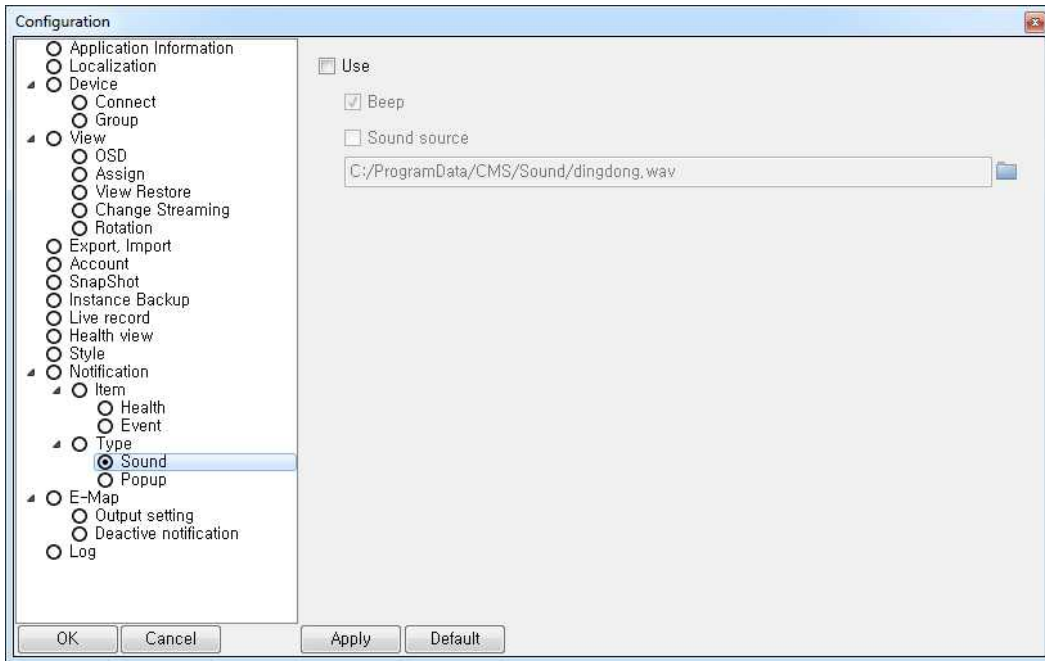 Configuration
Application Information
Localization
Device
Connect
Group
View
OSD
Assign
View Restore
Change Streaming
Rotation
Export, Import
Account
SnapShot
Instance Backup
Live record
Health view
Style
Notification
Item
Health
Event
Type
Sound
Popup
E-Map
Output setting
Deactive notification
Log
Use
Beep
Sound source
C:/ProgramData/CMS/Sound/dingdong.wav
OK
Cancel
Apply
Default